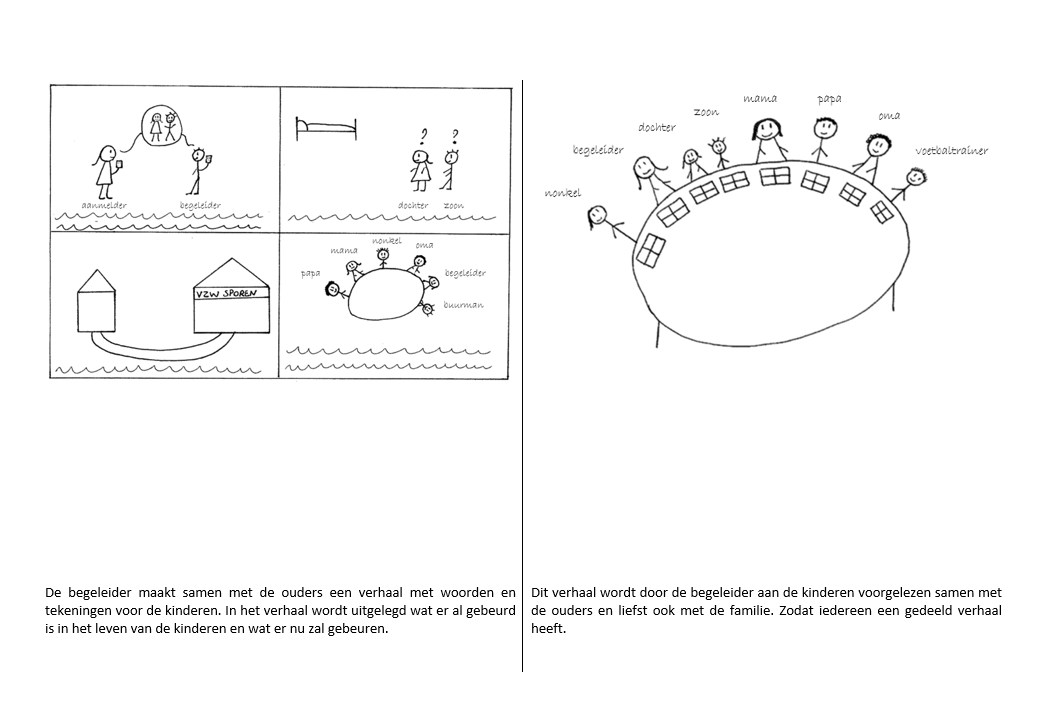 aanmelder
begeleider
? ?
dochter zoon
VZW SPOREN
mama
nonkel
oma
papa
begeleider
buurman
De begeleider maakt samen met de ouders een verhaal met woorden en
tekeningen voor de kinderen. In het verhaal wordt uitgelegd wat er al gebeurd
is in het leven van de kinderen en wat er nu zal gebeuren.
nonkel
begeleider
dochter
zoon
mama
papa
oma
voetbaltrainer
Dit verhaal wordt door de begeleider aan de kinderen voorgelezen samen met
de ouders en liefst ook met de familie. Zodat iedereen een gedeeld verhaal
heeft.